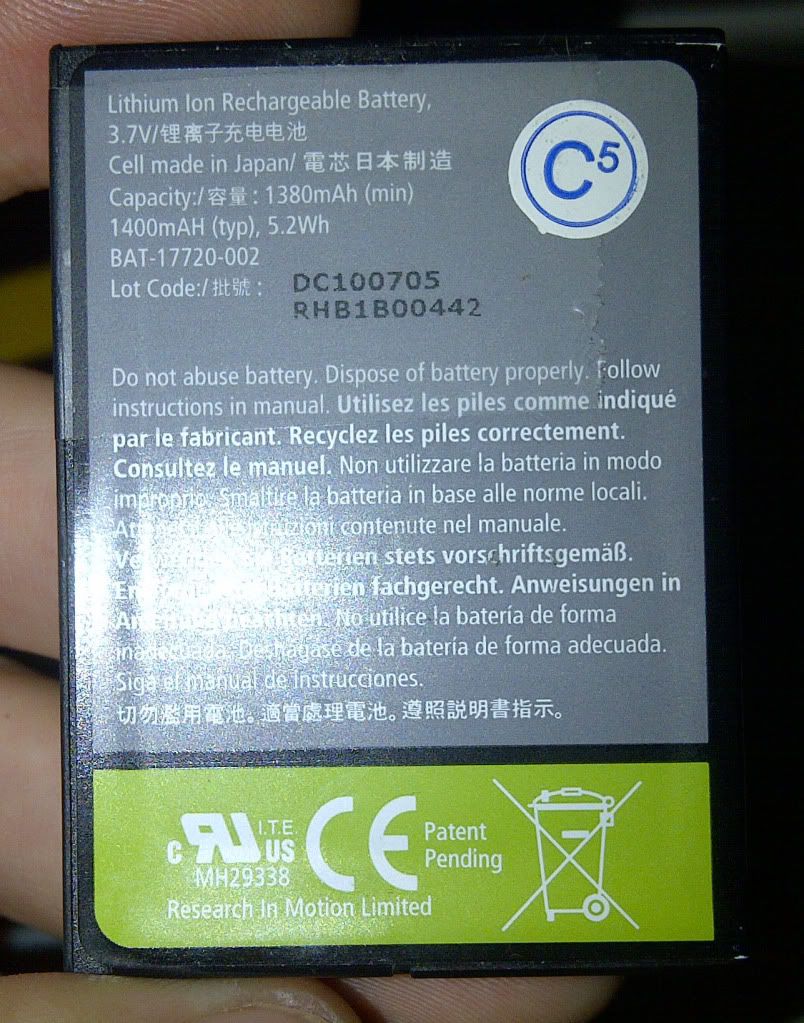 Lithium Ion Rechargeable Battery,
3.7V/锂离子充电电池
Cell made in Japan/ 電芯日本制造
Capacity:/容量: 1380mAh (min)
1400mAH (typ), 5.2Wh
BAT-17720-002
Lot Code:/批號: DC100705
RHB1B00442
C5
Do not abuse battery. Dispose of battery properly. Follow
instructions in manual. Utilisez les piles comme indiqué
par le fabricant. Recyclez les piles correctement.
Consultez le manuel. Non utilizzare la batteria in modo
improprio. Smaltire la batteria in base alle norme locali.
istruzioni contenute nel manuale.
Batterien stets vorschriftsgemäß.
Batterien fachgerecht. Anweisungen in
beachten. No utilice la batería de forma
inadecuada. Deshágase de la batería de forma adecuada.
Siga el manual de instrucciones.
切勿濫用電池。適當處理電池。遵照説明書指示。
c UL US I.T.E.
MH29338
CE
Patent
Pending
Research In Motion Limited